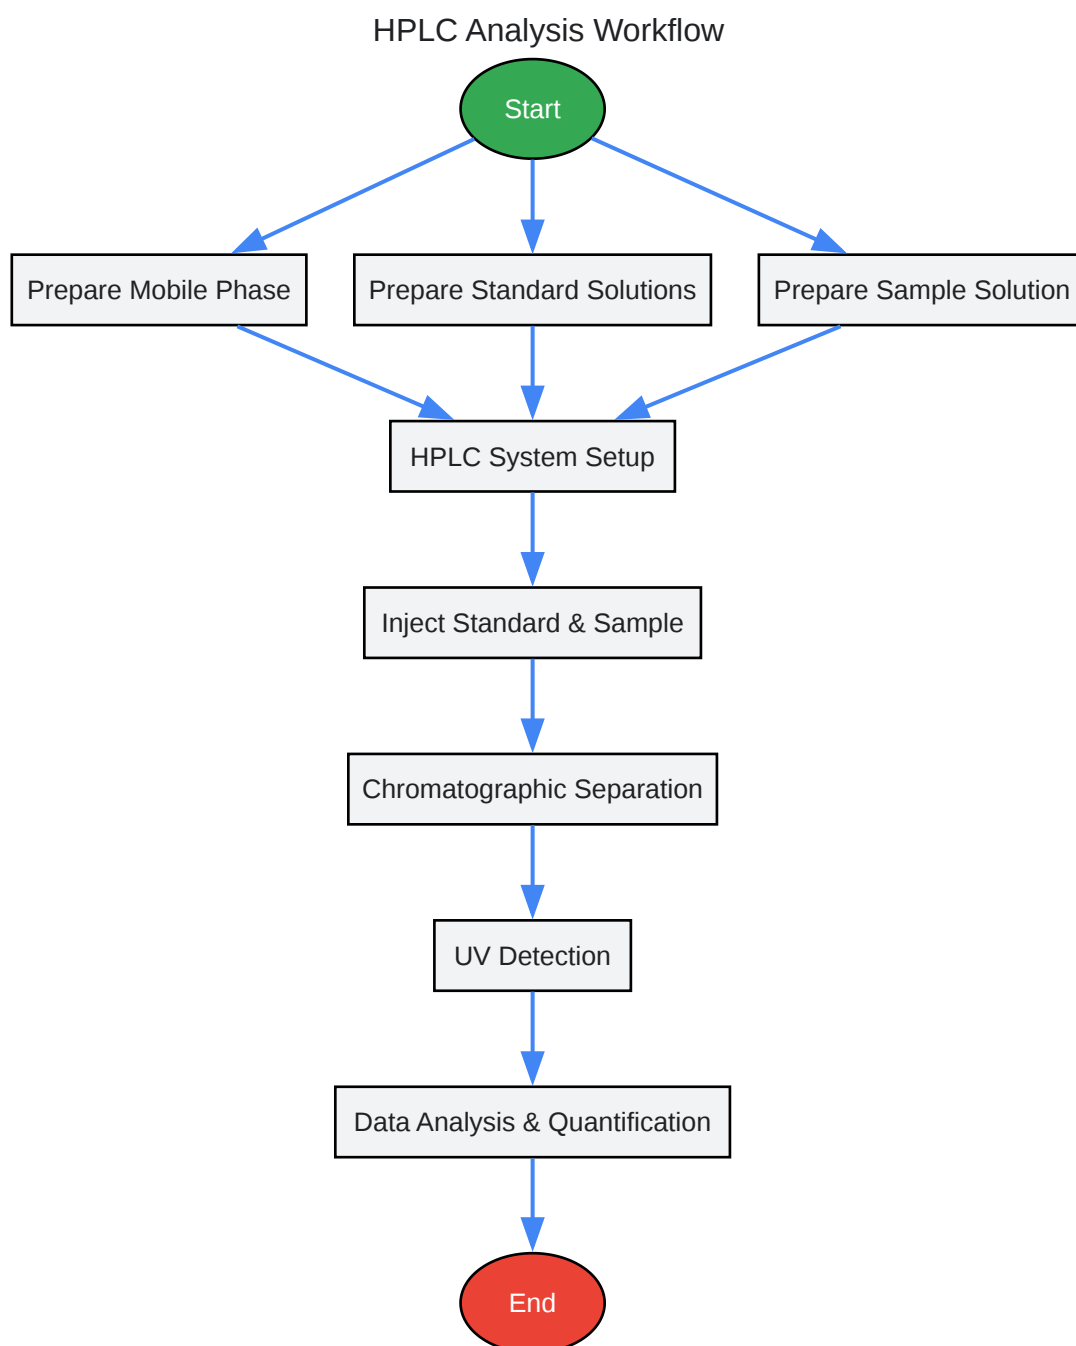 HPLC Analysis Workflow
Start
Prepare Mobile Phase
Prepare Standard Solutions
Prepare Sample Solution
HPLC System Setup
Inject Standard & Sample
Chromatographic Separation
UV Detection
Data Analysis & Quantification
End